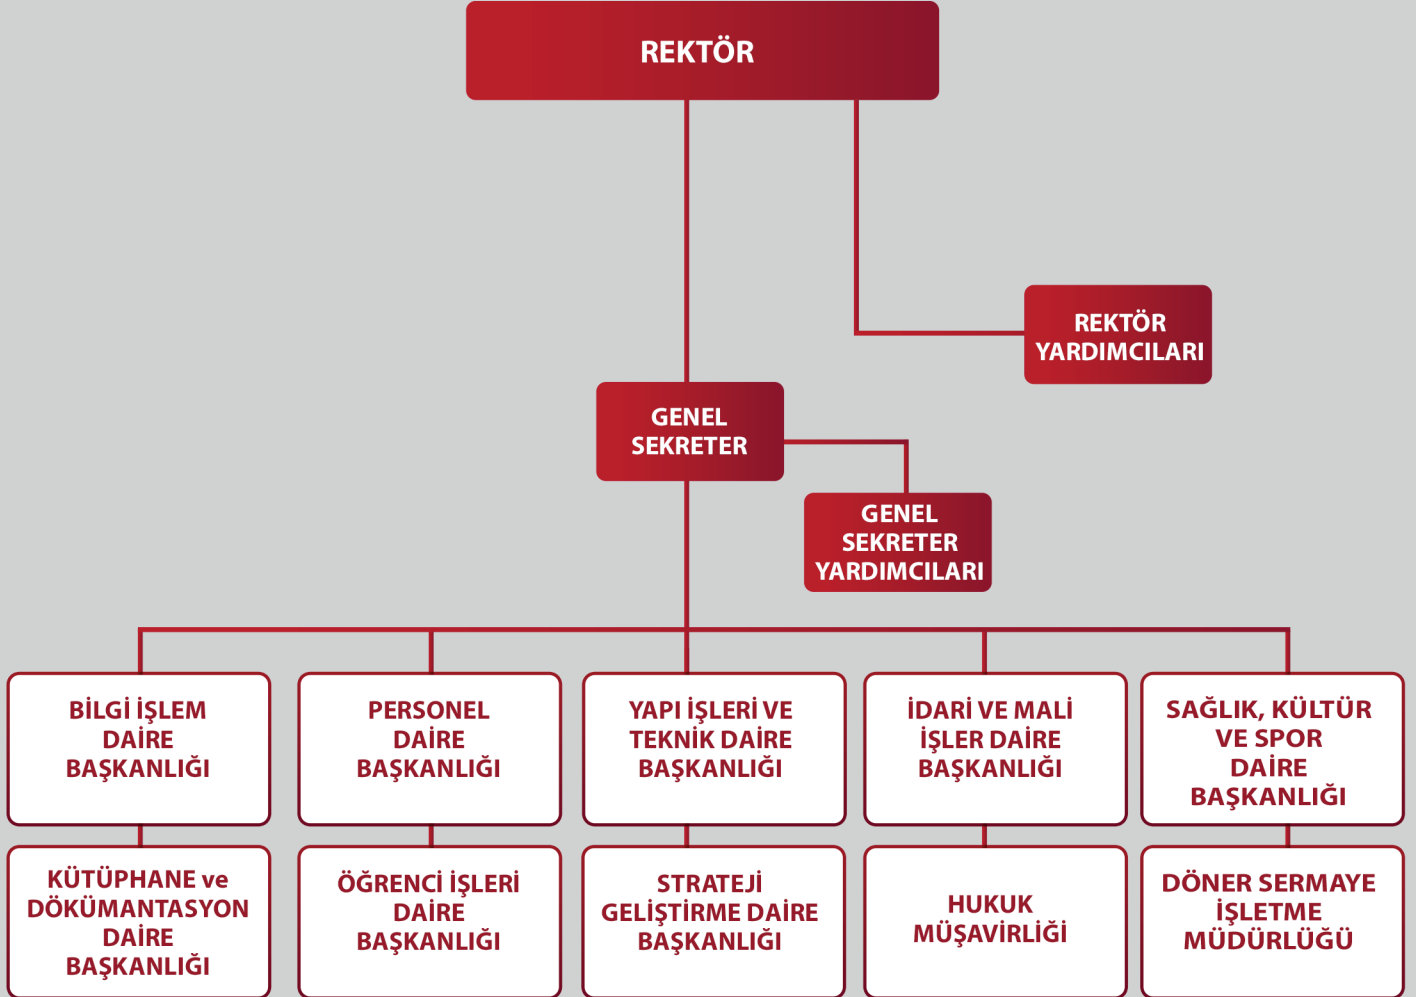 REKTÖR
REKTÖR
YARDIMCILARI
GENEL
SEKRETER
GENEL
SEKRETER
YARDIMCILARI
BİLGİ İŞLEM
DAİRE
BAŞKANLIĞI
PERSONEL
DAİRE
BAŞKANLIĞI
YAPI İŞLERİ VE
TEKNİK DAİRE
BAŞKANLIĞI
İDARİ VE MALİ
İŞLER DAİRE
BAŞKANLIĞI
SAĞLIK, KÜLTÜR
VE SPOR
DAİRE
BAŞKANLIĞI
KÜTÜPHANE ve
DÖKÜMANTASYON
DAİRE
BAŞKANLIĞI
ÖĞRENCİ İŞLERİ
DAİRE
BAŞKANLIĞI
STRATEJİ
GELİŞTİRME DAİRE
BAŞKANLIĞI
HUKUK
MÜŞAVİRLİĞİ
DÖNER SERMAYE
İŞLETME
MÜDÜRLÜĞÜ